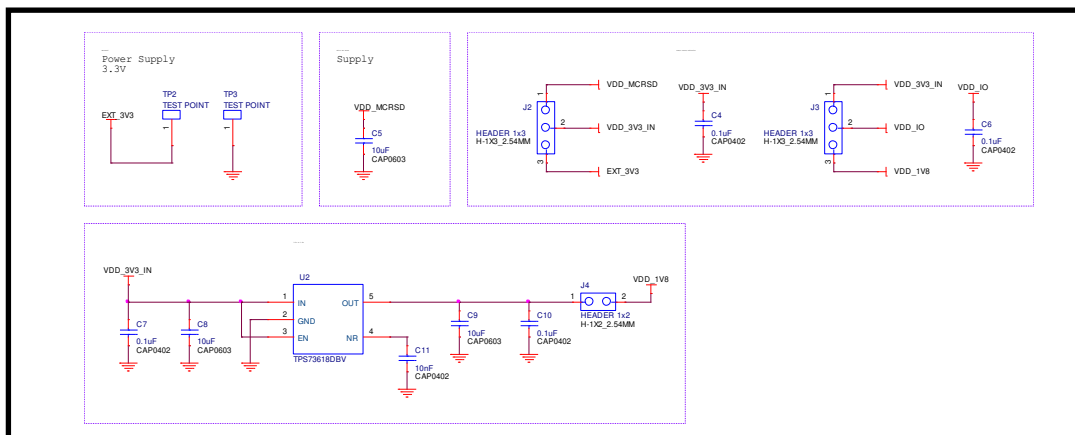 Power Supply
3.3V
TP2
TEST POINT
TP3
TEST POINT
EXT_3V3
1
1
Supply
VDD_MCRSD
C5
10uF
CAP0603
J2
1
VDD_MCRSD
2
VDD_3V3_IN
HEADER 1x3
H-1X3_2.54MM
3
EXT_3V3
VDD_3V3_IN
C4
0.1uF
CAP0402
J3
1
VDD_3V3_IN
2
VDD_IO
HEADER 1x3
H-1X3_2.54MM
3
VDD_1V8
VDD_IO
C6
0.1uF
CAP0402
VDD_3V3_IN
C7
0.1uF
CAP0402
C8
10uF
CAP0603
U2
1 IN
2 GND
3 EN
OUT 5
NR 4
TPS73618DBV
C11
10nF
CAP0402
C9
10uF
CAP0603
C10
0.1uF
CAP0402
J4
1 2
HEADER 1x2
H-1X2_2.54MM
VDD_1V8